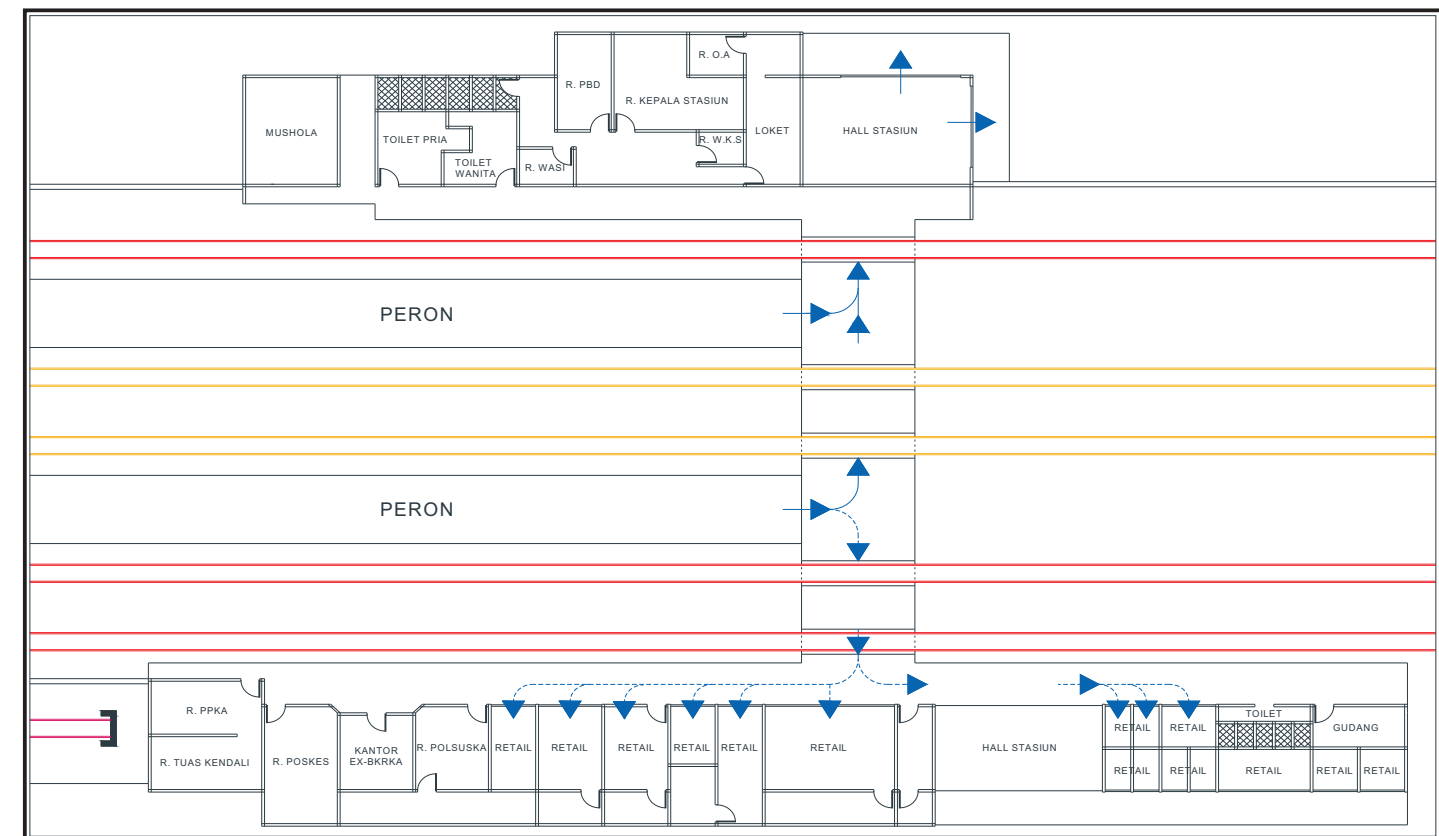 R. O.A
R. PBD
R. KEPALA STASIUN
MUSHOLA
TOILET PRIA
LOKET
HALL STASIUN
R. W.K.S
TOILET
WANITA
R. WASI
PERON
PERON
R. PPKA
R. TUAS KENDALI
R. POSKES
KANTOR
EX-BKRKA
R. POLSUSKA
RETAIL
RETAIL
RETAIL
RETAIL
RETAIL
RETAIL
HALL STASIUN
RETAIL
RETAIL
TOILET
GUDANG
RETAIL
RETAIL
RETAIL
RETAIL
RETAIL